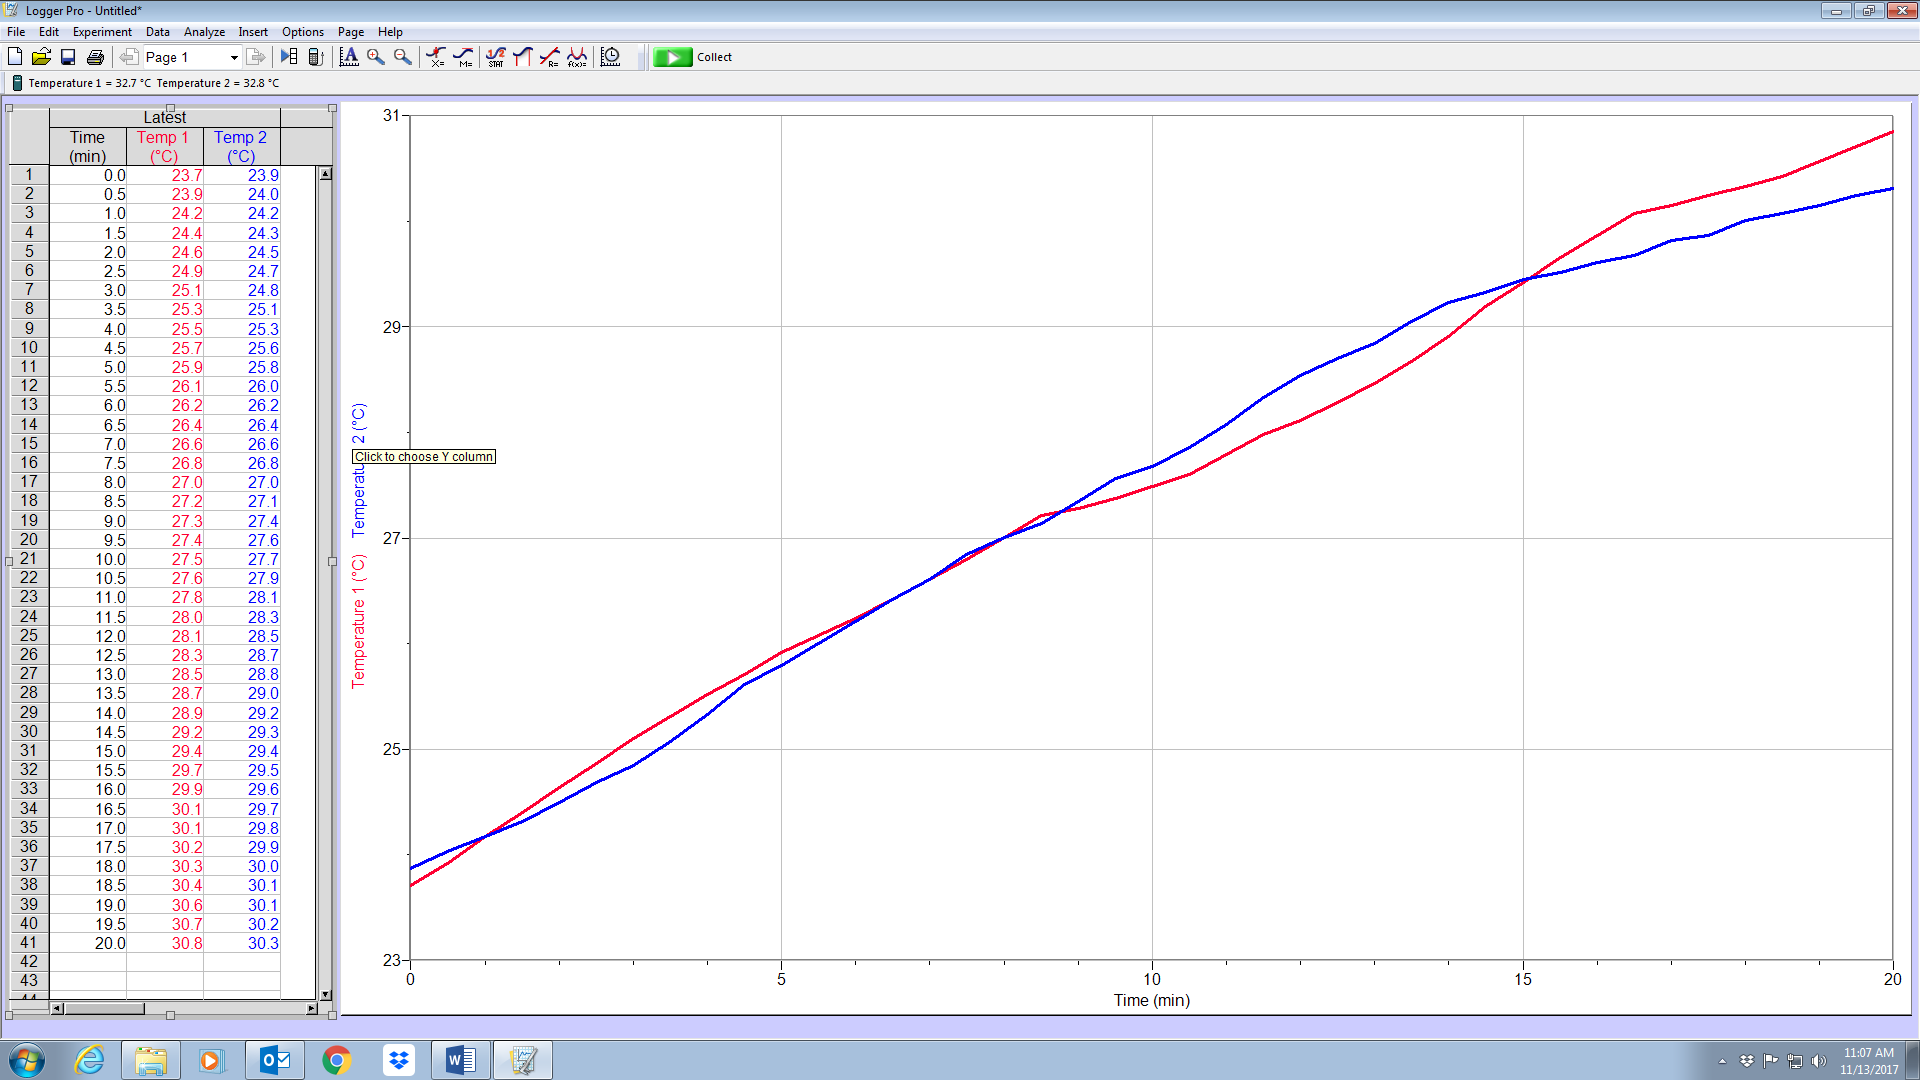 Logger Pro - Untitled*
File Edit Experiment Data Analyze Insert Options Page Help
Page 1 X= M= 1/2 STAT R= f(x)= Collect
Temperature 1 = 32.7 °C Temperature 2 = 32.8 °C
Latest
Time Temp 1 Temp 2
(min) (°C) (°C)
1 0.0 23.7 23.9
2 0.5 23.9 24.0
3 1.0 24.2 24.2
4 1.5 24.4 24.3
5 2.0 24.6 24.5
6 2.5 24.9 24.7
7 3.0 25.1 24.8
8 3.5 25.3 25.1
9 4.0 25.5 25.3
10 4.5 25.7 25.6
11 5.0 25.9 25.8
12 5.5 26.1 26.0
13 6.0 26.2 26.2
14 6.5 26.4 26.4
15 7.0 26.6 26.6
16 7.5 26.8 26.8
17 8.0 27.0 27.0
18 8.5 27.2 27.1
19 9.0 27.3 27.4
20 9.5 27.4 27.6
21 10.0 27.5 27.7
22 10.5 27.6 27.9
23 11.0 27.8 28.1
24 11.5 28.0 28.3
25 12.0 28.1 28.5
26 12.5 28.3 28.7
27 13.0 28.5 28.8
28 13.5 28.7 29.0
29 14.0 28.9 29.2
30 14.5 29.2 29.3
31 15.0 29.4 29.4
32 15.5 29.7 29.5
33 16.0 29.9 29.6
34 16.5 30.1 29.7
35 17.0 30.1 29.8
36 17.5 30.2 29.9
37 18.0 30.3 30.0
38 18.5 30.4 30.1
39 19.0 30.6 30.1
40 19.5 30.7 30.2
41 20.0 30.8 30.3
42
43
44
31
29
27
25
23
Temperature 1 (°C) Temperatu 2 (°C)
Click to choose Y column
0 5 10 15 20
Time (min)
11:07 AM
11/13/2017